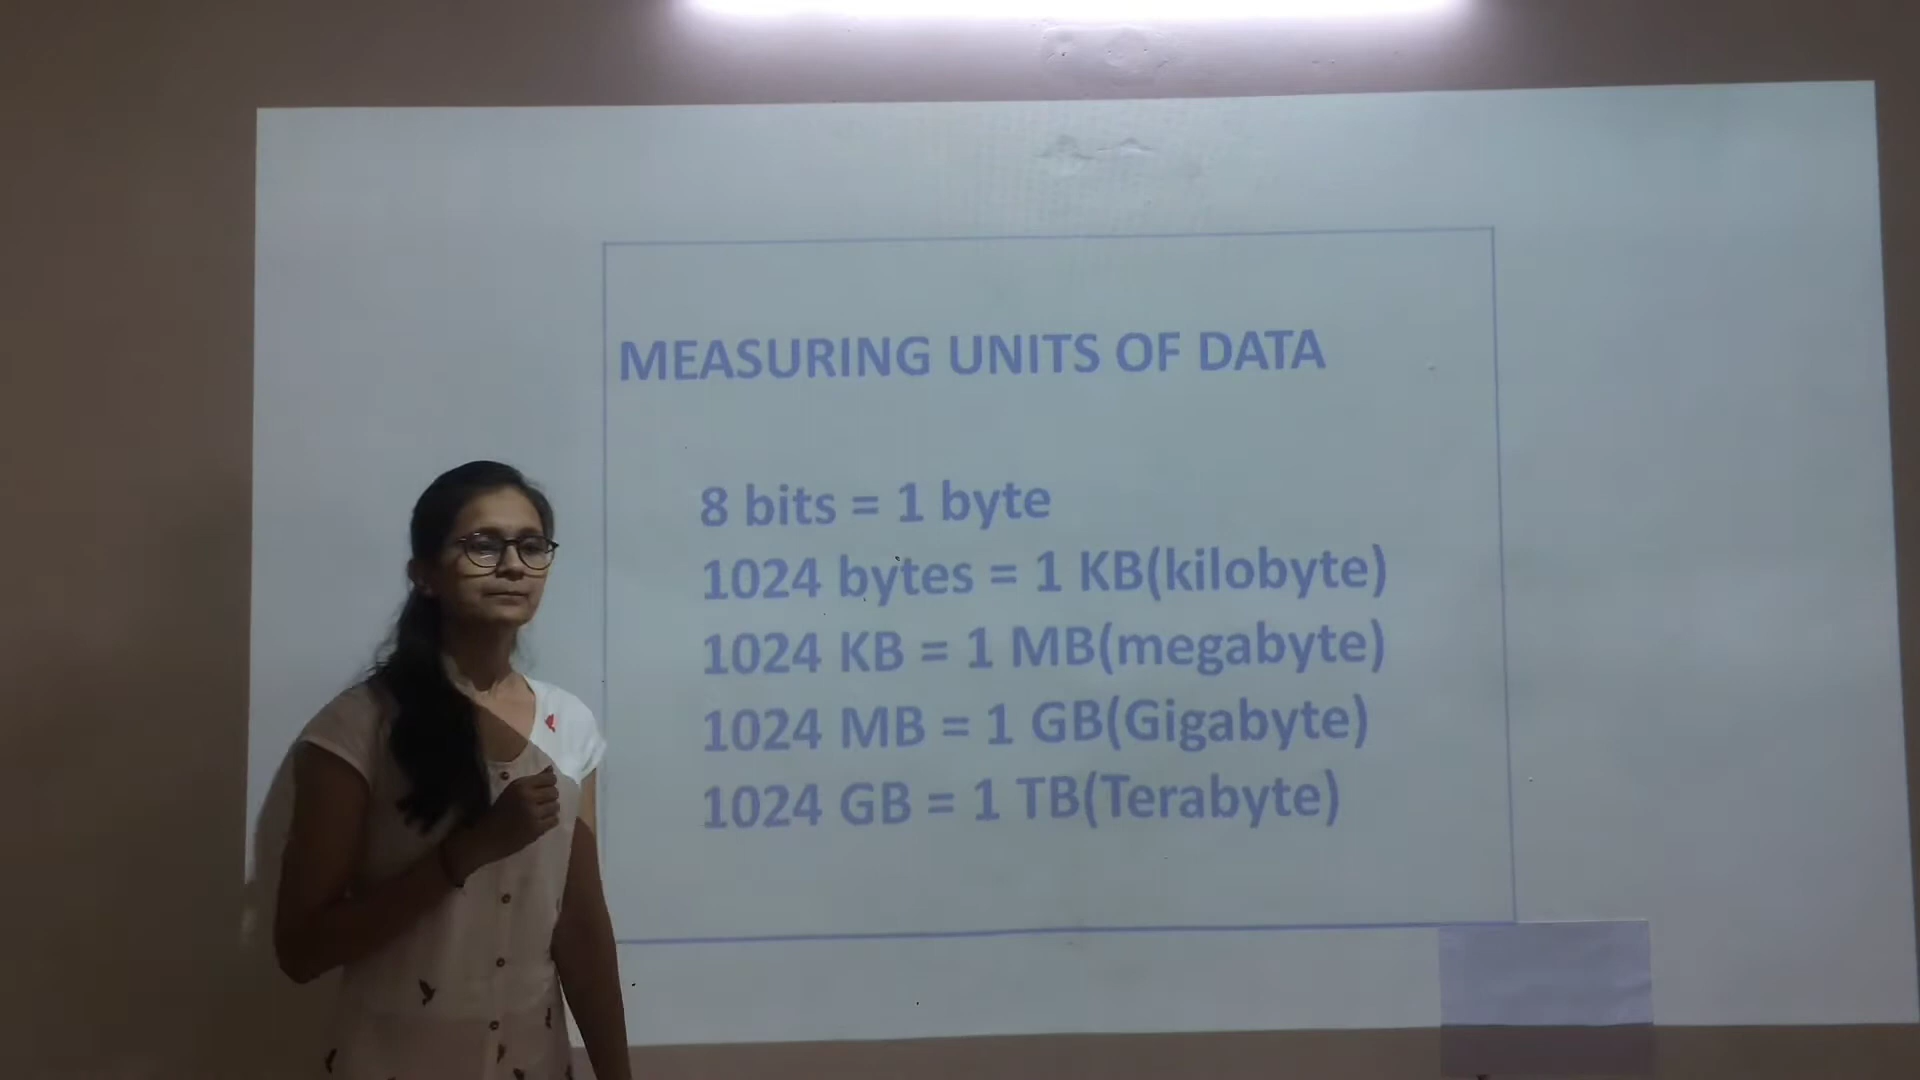 MEASURING UNITS OF DATA
8 bits = 1 byte
1024 bytes = 1 KB(kilobyte)
1024 KB = 1 MB(megabyte)
1024 MB = 1 GB(Gigabyte)
1024 GB = 1 TB(Terabyte)